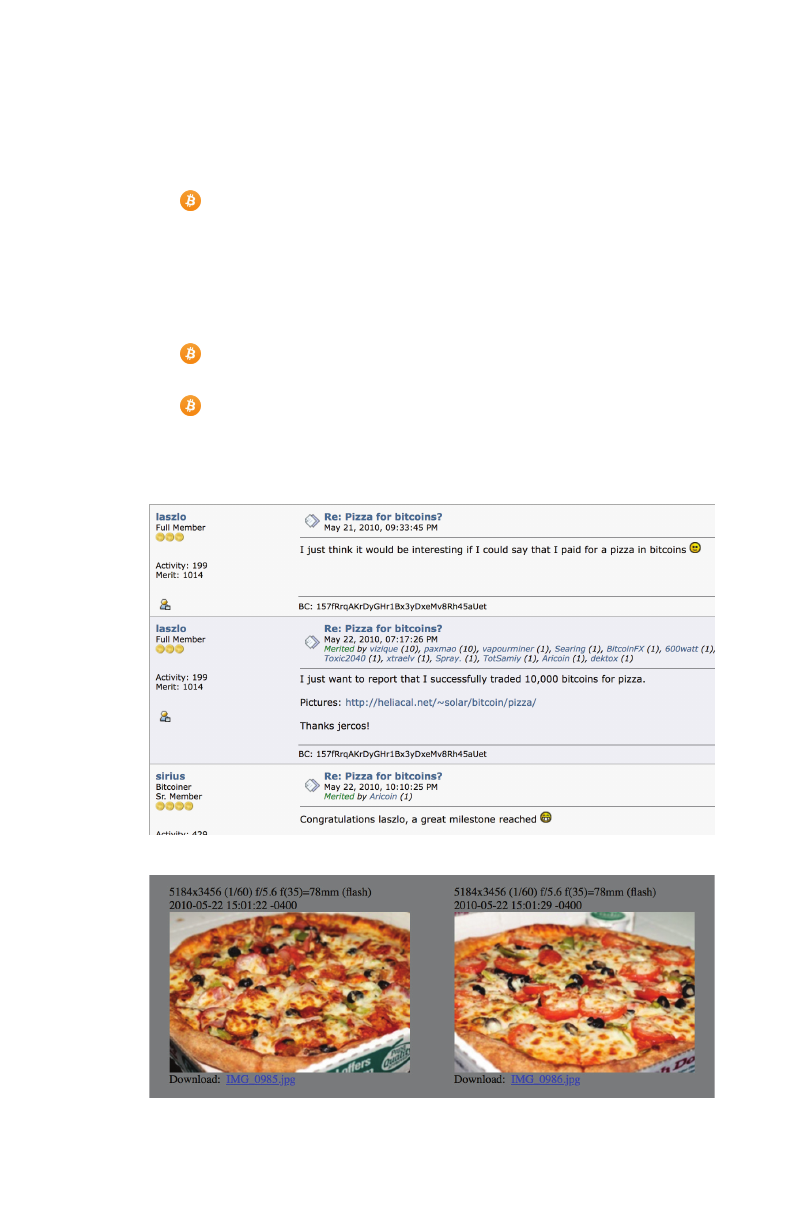 laszlo
Full Member
Activity: 199
Merit: 1014
Re: Pizza for bitcoins?
May 21, 2010, 09:33:45 PM
I just think it would be interesting if I could say that I paid for a pizza in bitcoins
BC: 157fRrqAKrDyGHr1Bx3yDxeMv8Rh45aUet
laszlo
Full Member
Activity: 199
Merit: 1014
Re: Pizza for bitcoins?
May 22, 2010, 07:17:26 PM
Merited by vizique (10), paxmao (10), vapourminer (1), Searing (1), BitcoinFX (1), 600watt (1),
Toxic2040 (1), xtraelv (1), Spray. (1), TotSamiy (1), Aricoin (1), dektox (1)
I just want to report that I successfully traded 10,000 bitcoins for pizza.
Pictures: http://heliacal.net/~solar/bitcoin/pizza/
Thanks jercos!
BC: 157fRrqAKrDyGHr1Bx3yDxeMv8Rh45aUet
sirius
Bitcoiner
Sr. Member
Activity: 429
Re: Pizza for bitcoins?
May 22, 2010, 10:10:25 PM
Merited by Aricoin (1)
Congratulations laszlo, a great milestone reached
5184x3456 (1/60) f/5.6 f(35)=78mm (flash)
2010-05-22 15:01:22 -0400
offers
Quality
Download: IMG_0985.jpg
5184x3456 (1/60) f/5.6 f(35)=78mm (flash)
2010-05-22 15:01:29 -0400
Download: IMG_0986.jpg